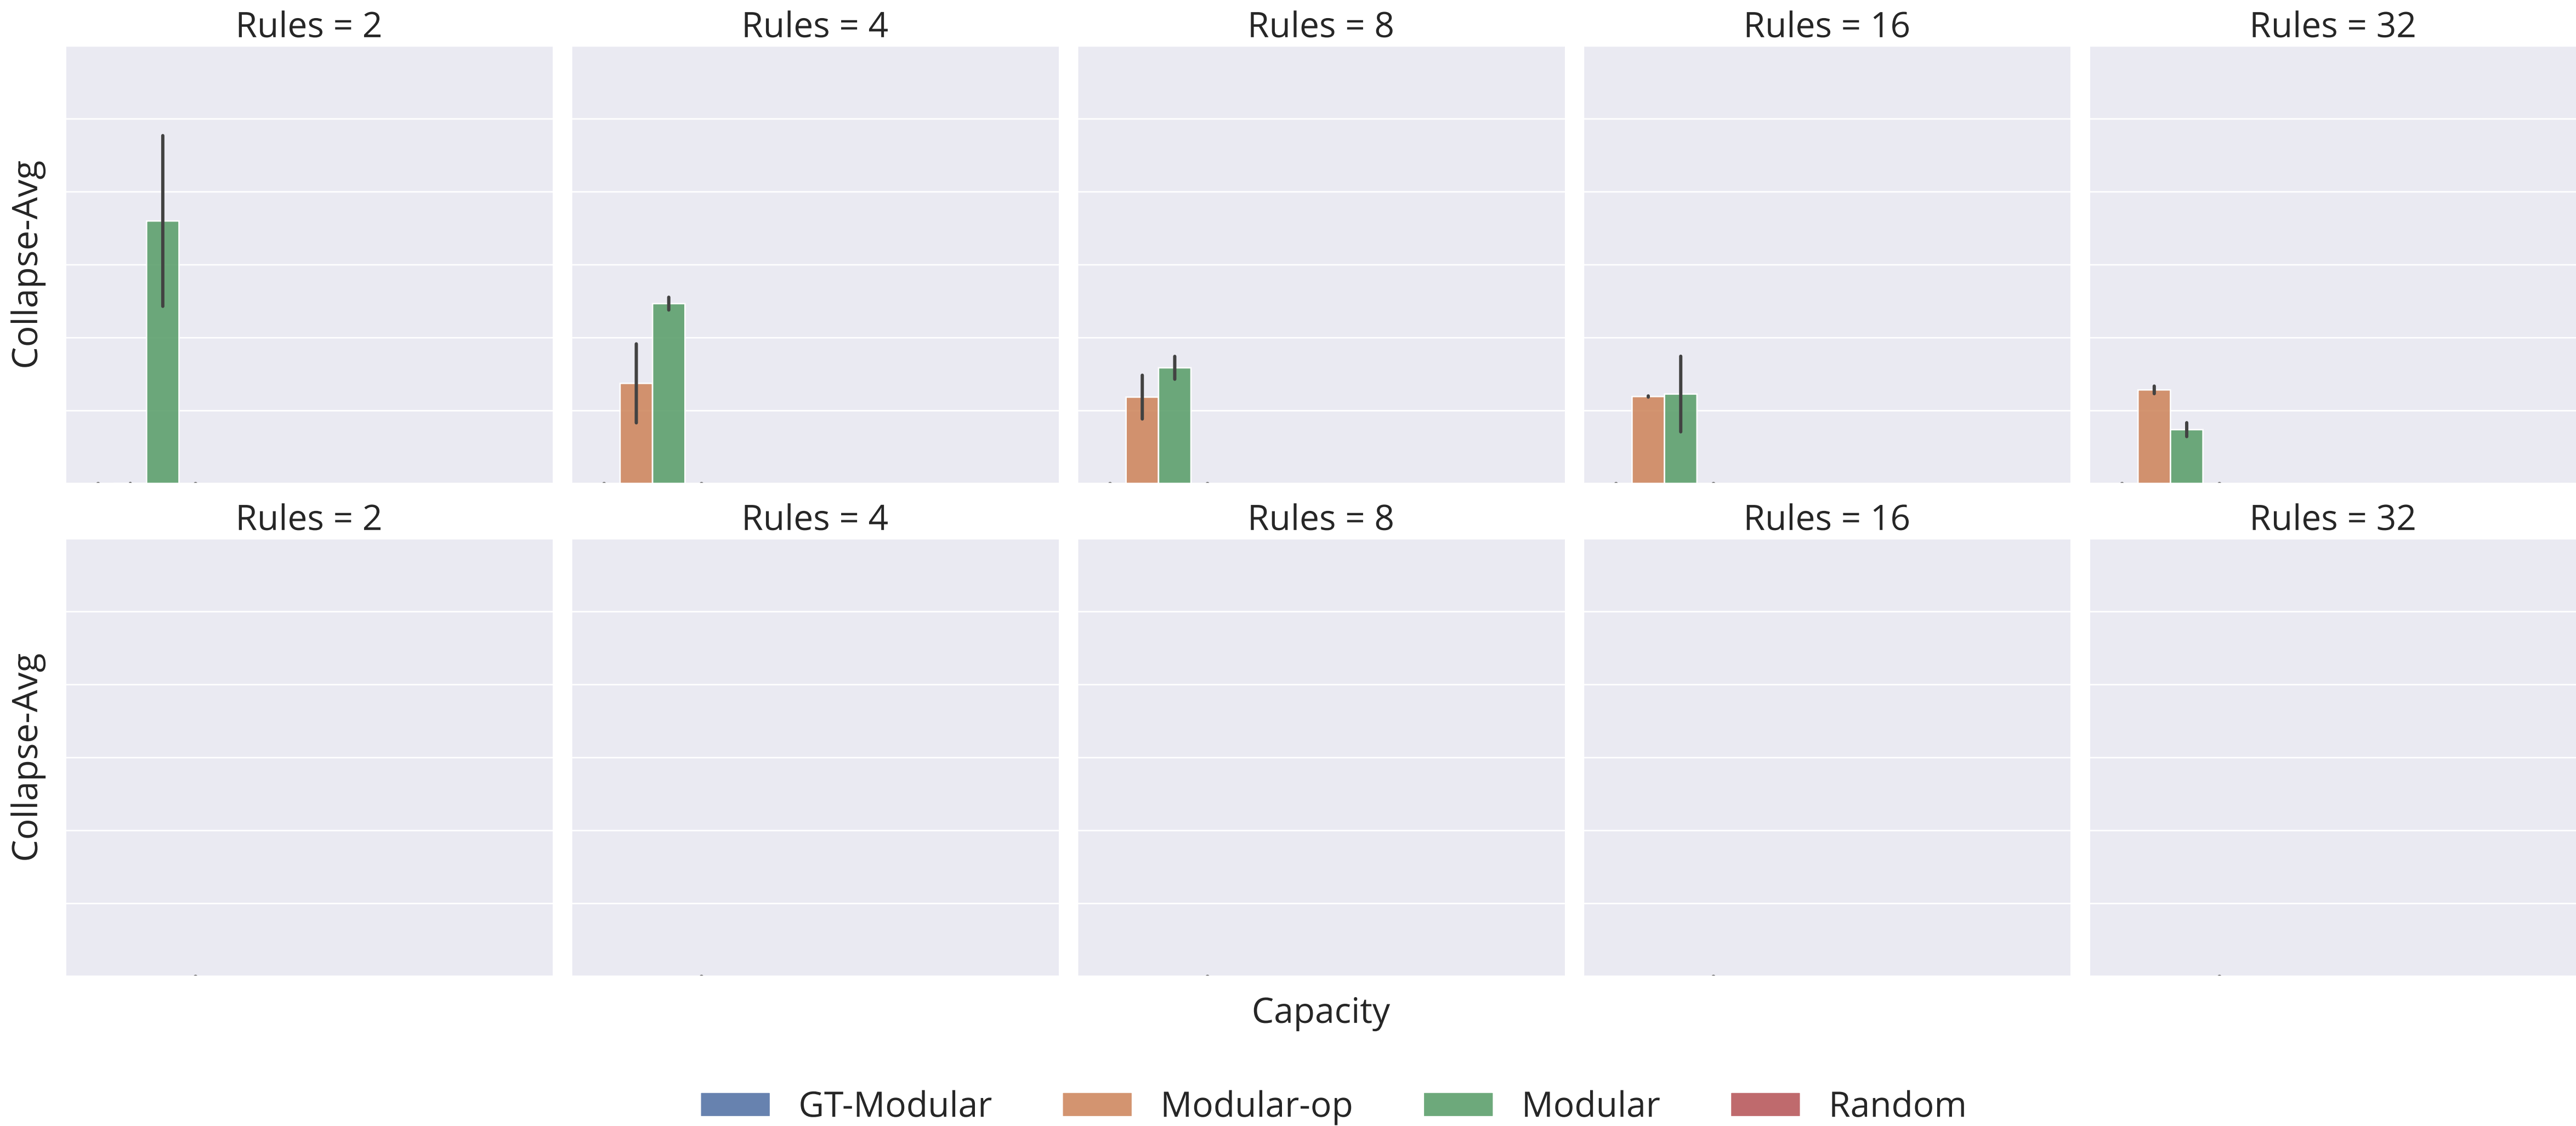 Rules = 2 Rules = 4 Rules = 8 Rules = 16 Rules = 32
Collapse-Avg
Rules = 2 Rules = 4 Rules = 8 Rules = 16 Rules = 32
Collapse-Avg
Capacity
GT-Modular Modular-op Modular Random